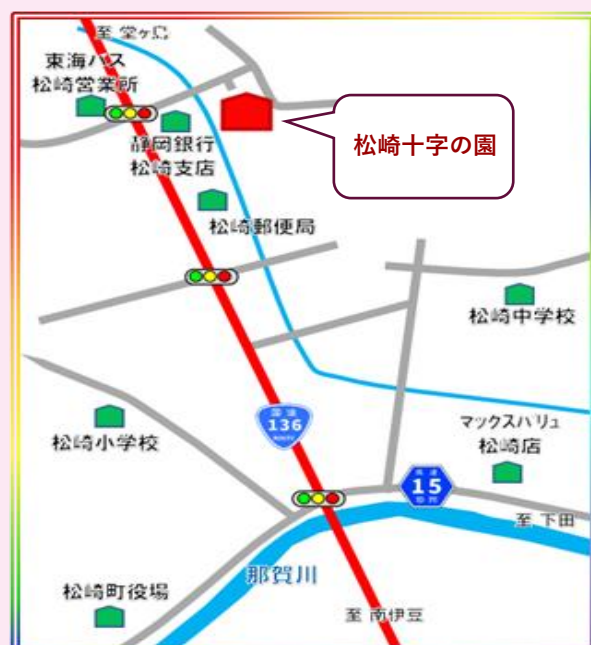 至 堂ヶ島
東海バス
松崎営業所
静岡銀行
松崎支店
松崎十字の園
松崎郵便局
松崎中学校
国道
136
ROUTE
マックスバリュ
松崎店
松崎小学校
県道
15
静岡
至 下田
那賀川
松崎町役場
至 南伊豆